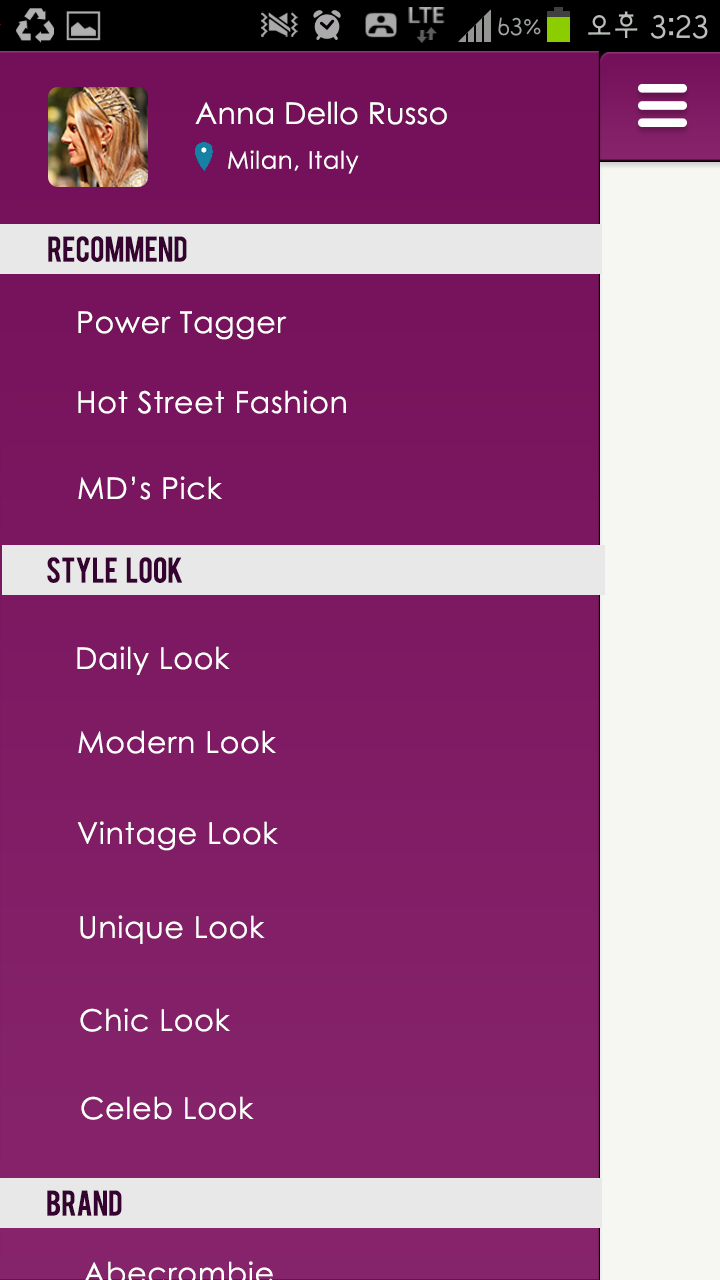 LTE
63% 오후 3:23
Anna Dello Russo
Milan, Italy
RECOMMEND
Power Tagger
Hot Street Fashion
MD’s Pick
STYLE LOOK
Daily Look
Modern Look
Vintage Look
Unique Look
Chic Look
Celeb Look
BRAND
Abecrombie